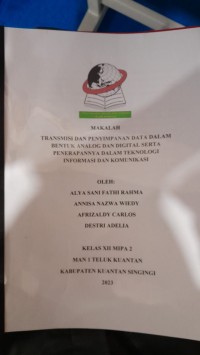 MAKALAH
TRANSMISI DAN PENYIMPANAN DATA DALAM
BENTUK ANALOG DAN DIGITAL SERTA
PENERAPANNYA DALAM TEKNOLOGI
INFORMASI DAN KOMUNIKASI
OLEH:
ALYA SANI FATHI RAHMA
ANNISA NAZWA WIEDY
AFRIZALDY CARLOS
DESTRI ADELIA
KELAS XII MIPA 2
MAN 1 TELUK KUANTAN
KABUPATEN KUANTAN SINGINGI
2023